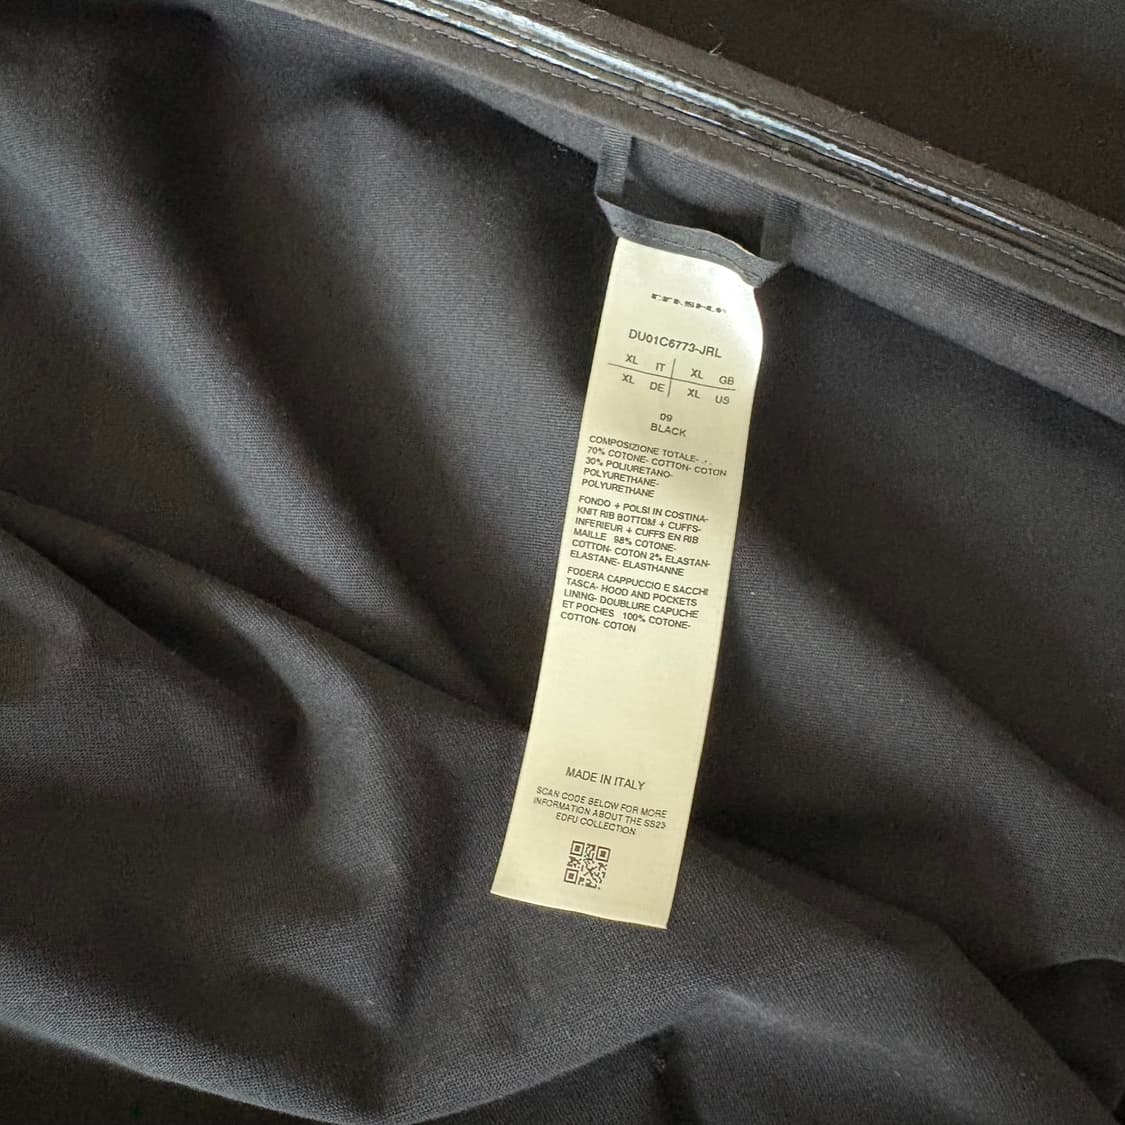 DRKSHDW
DU01C6773-JRL
XL IT XL GB
XL DE XL US
09
BLACK
COMPOSIZIONE TOTALE-
70% COTONE- COTTON- COTON
30% POLIURETANO-
POLYURETHANE-
POLYURETHANE
FONDO + POLSI IN COSTINA-
KNIT RIB BOTTOM + CUFFS-
INFERIEUR + CUFFS EN RIB
MAILLE 98% COTONE-
COTTON- COTON 2% ELASTAN-
ELASTANE- ELASTHANNE
FODERA CAPPUCCIO E SACCHI
TASCA- HOOD AND POCKETS
LINING- DOUBLURE CAPUCHE
ET POCHES 100% COTONE-
COTTON- COTON
MADE IN ITALY
SCAN CODE BELOW FOR MORE
INFORMATION ABOUT THE SS23
EDFU COLLECTION